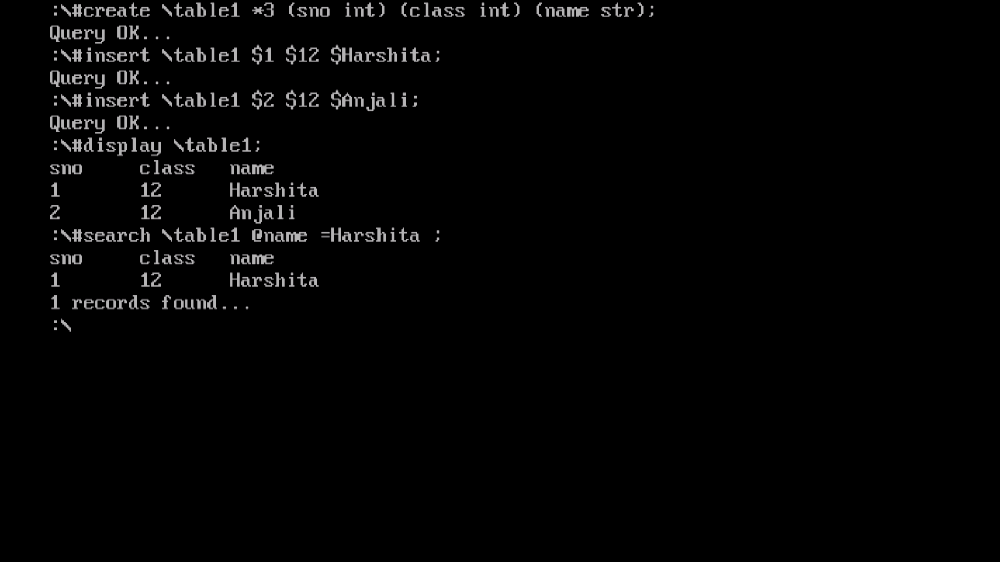 :\#create \table1 *3 (sno int) (class int) (name str);
Query OK...
:\#insert \table1 $1 $12 $Harshita;
Query OK...
:\#insert \table1 $2 $12 $Anjali;
Query OK...
:\#display \table1;
sno class name
1 12 Harshita
2 12 Anjali
:\#search \table1 @name =Harshita ;
sno class name
1 12 Harshita
1 records found...
:\